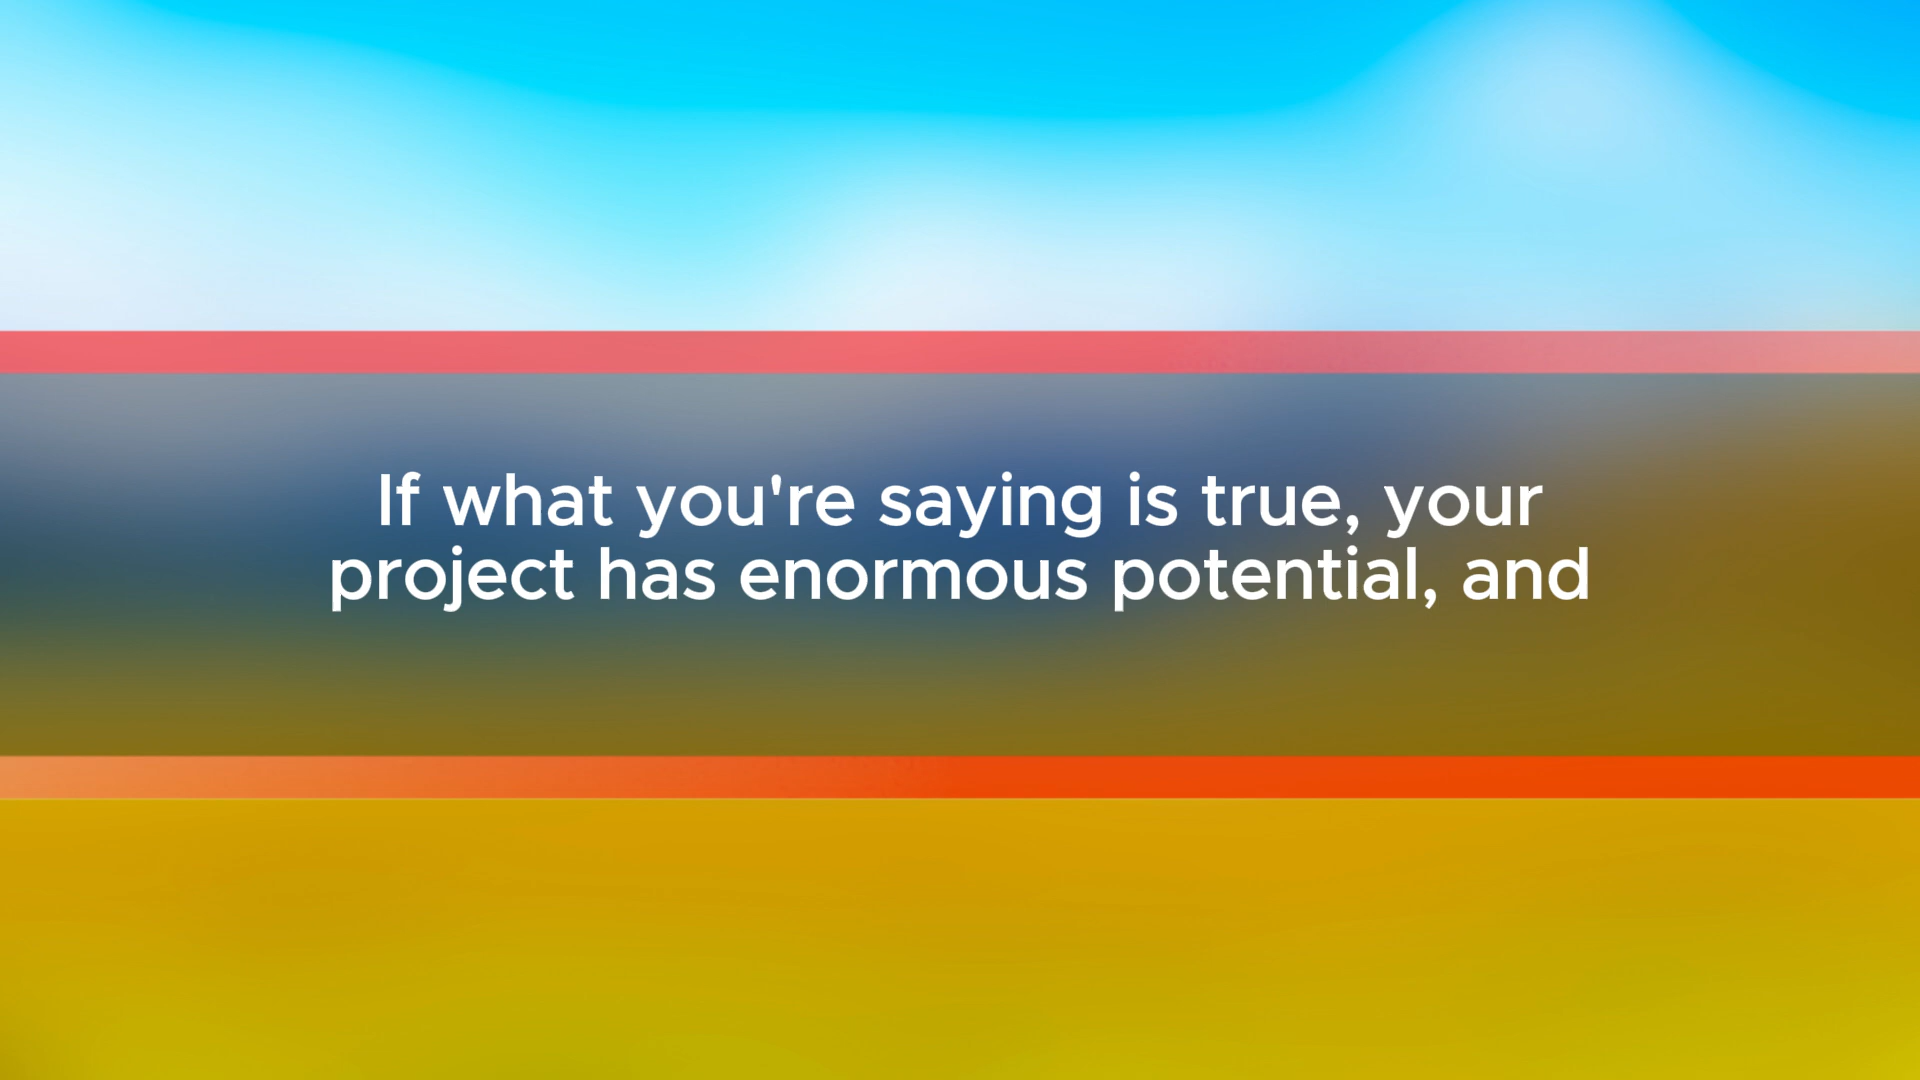 If what you're saying is true, your
project has enormous potential, and